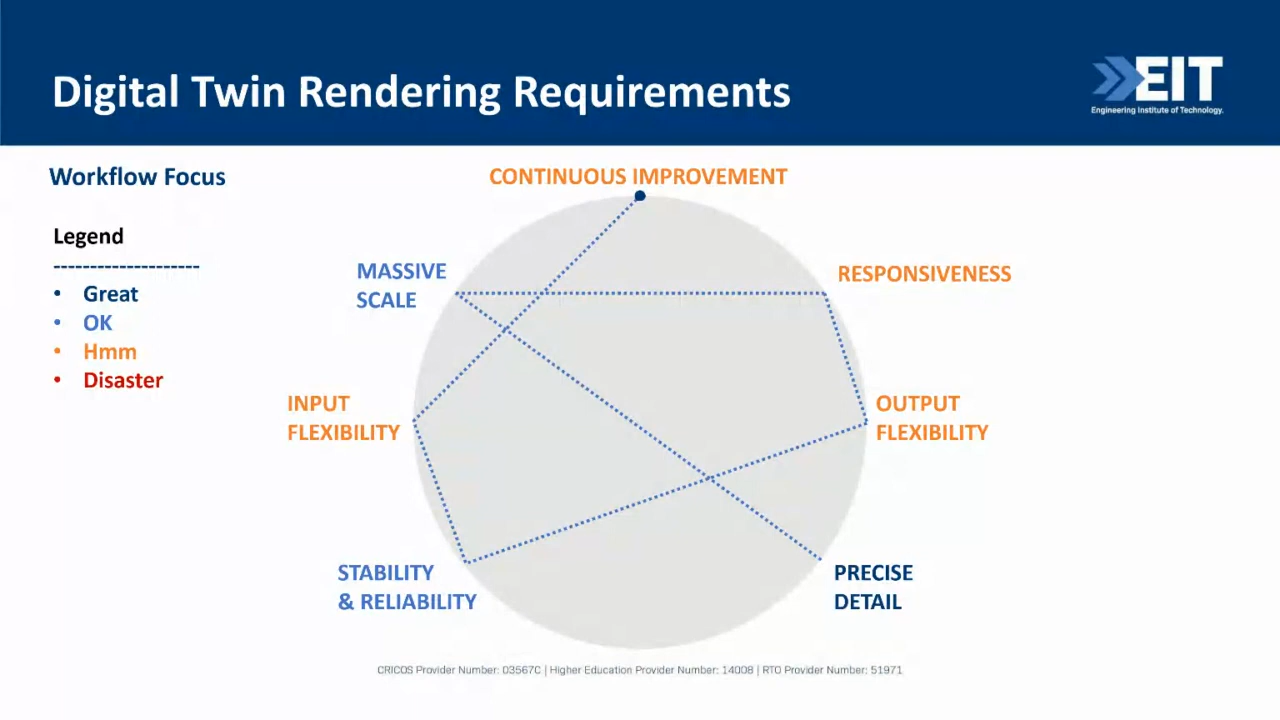 Digital Twin Rendering Requirements
EIT
Engineering Institute of Technology.
Workflow Focus
Legend
--------------------
• Great
• OK
• Hmm
• Disaster
CONTINUOUS IMPROVEMENT
MASSIVE
SCALE
RESPONSIVENESS
INPUT
FLEXIBILITY
OUTPUT
FLEXIBILITY
STABILITY
& RELIABILITY
PRECISE
DETAIL
CRICOS Provider Number: 03567C | Higher Education Provider Number: 14008 | RTO Provider Number: 51971